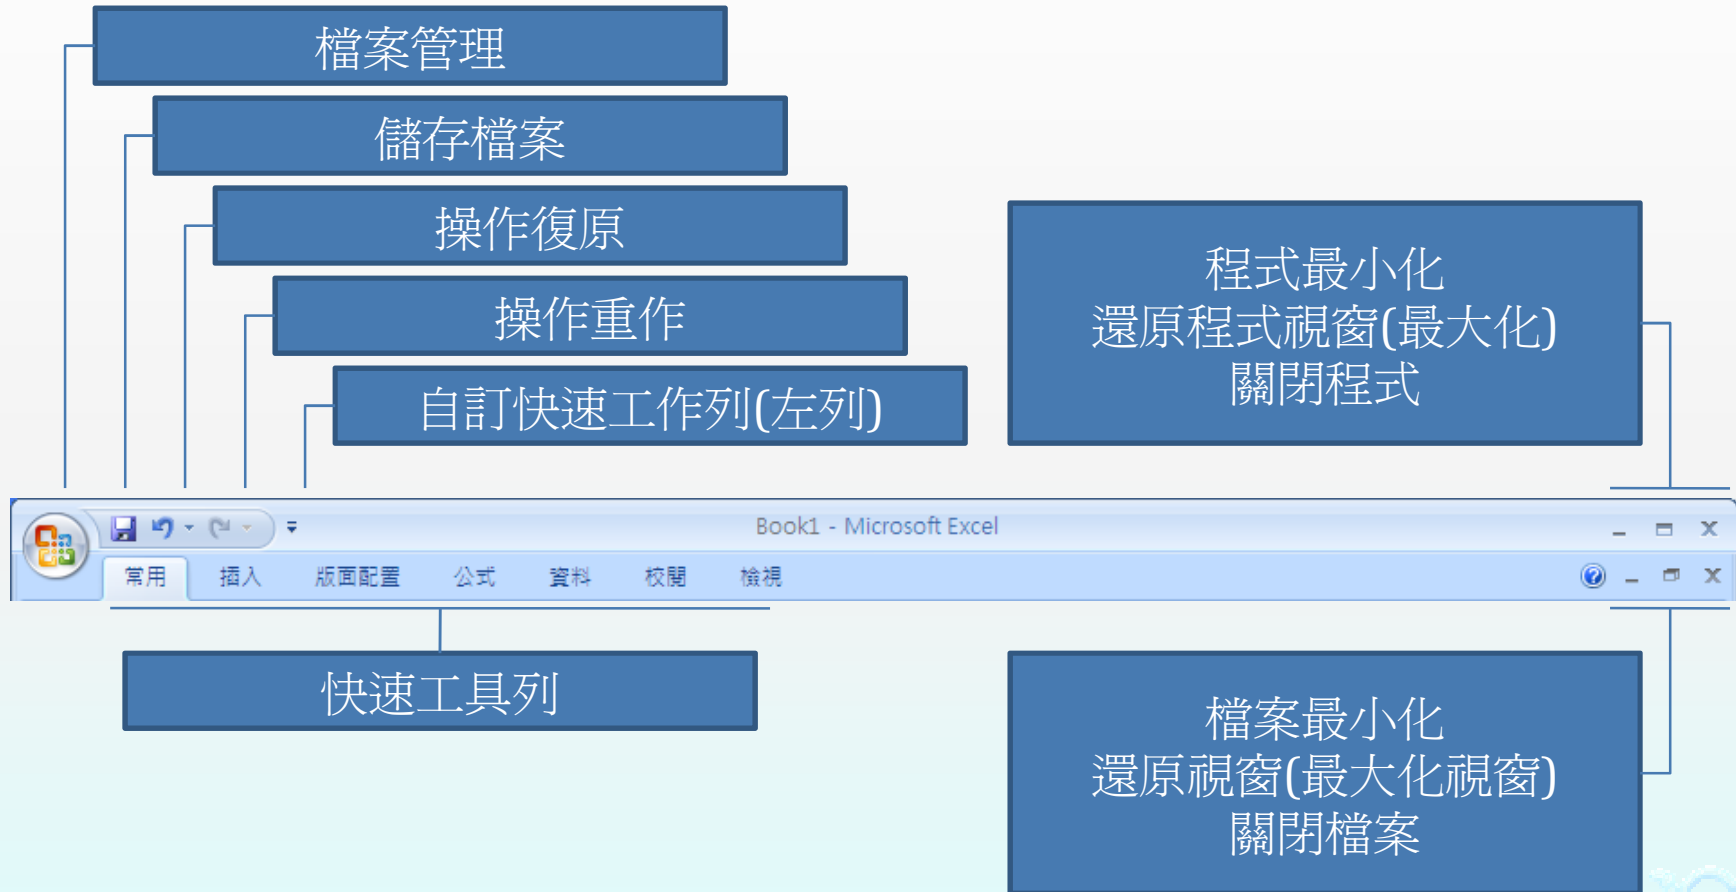 檔案管理
儲存檔案
操作復原
操作重作
自訂快速工作列(左列)
程式最小化
還原程式視窗(最大化)
關閉程式
Book1 - Microsoft Excel
常用 插入 版面配置 公式 資料 校閱 檢視
快速工具列
檔案最小化
還原視窗(最大化視窗)
關閉檔案